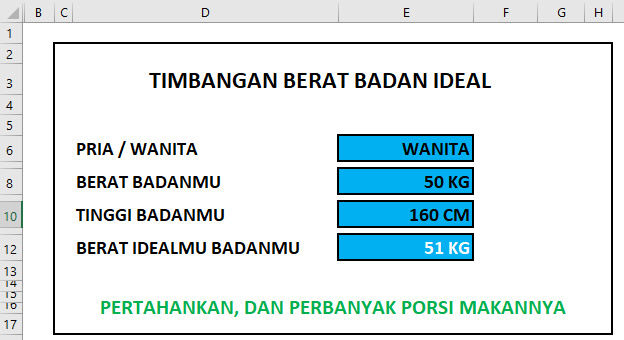 B C D E F G H
1
2
3 TIMBANGAN BERAT BADAN IDEAL
4
5
6 PRIA / WANITA WANITA
8 BERAT BADANMU 50 KG
10 TINGGI BADANMU 160 CM
12 BERAT IDEALMU BADANMU 51 KG
13
14
15
16 PERTAHANKAN, DAN PERBANYAK PORSI MAKANNYA
17